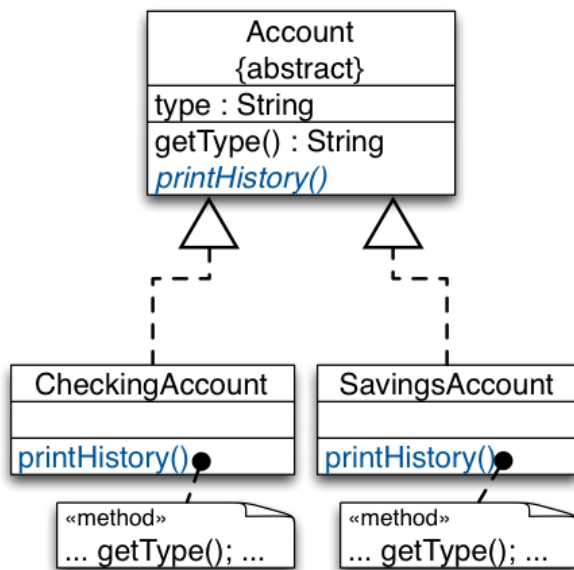 Account
{abstract}
type : String
getType() : String
printHistory()
CheckingAccount
printHistory()
«method»
... getType(); ...
SavingsAccount
printHistory()
«method»
... getType(); ...